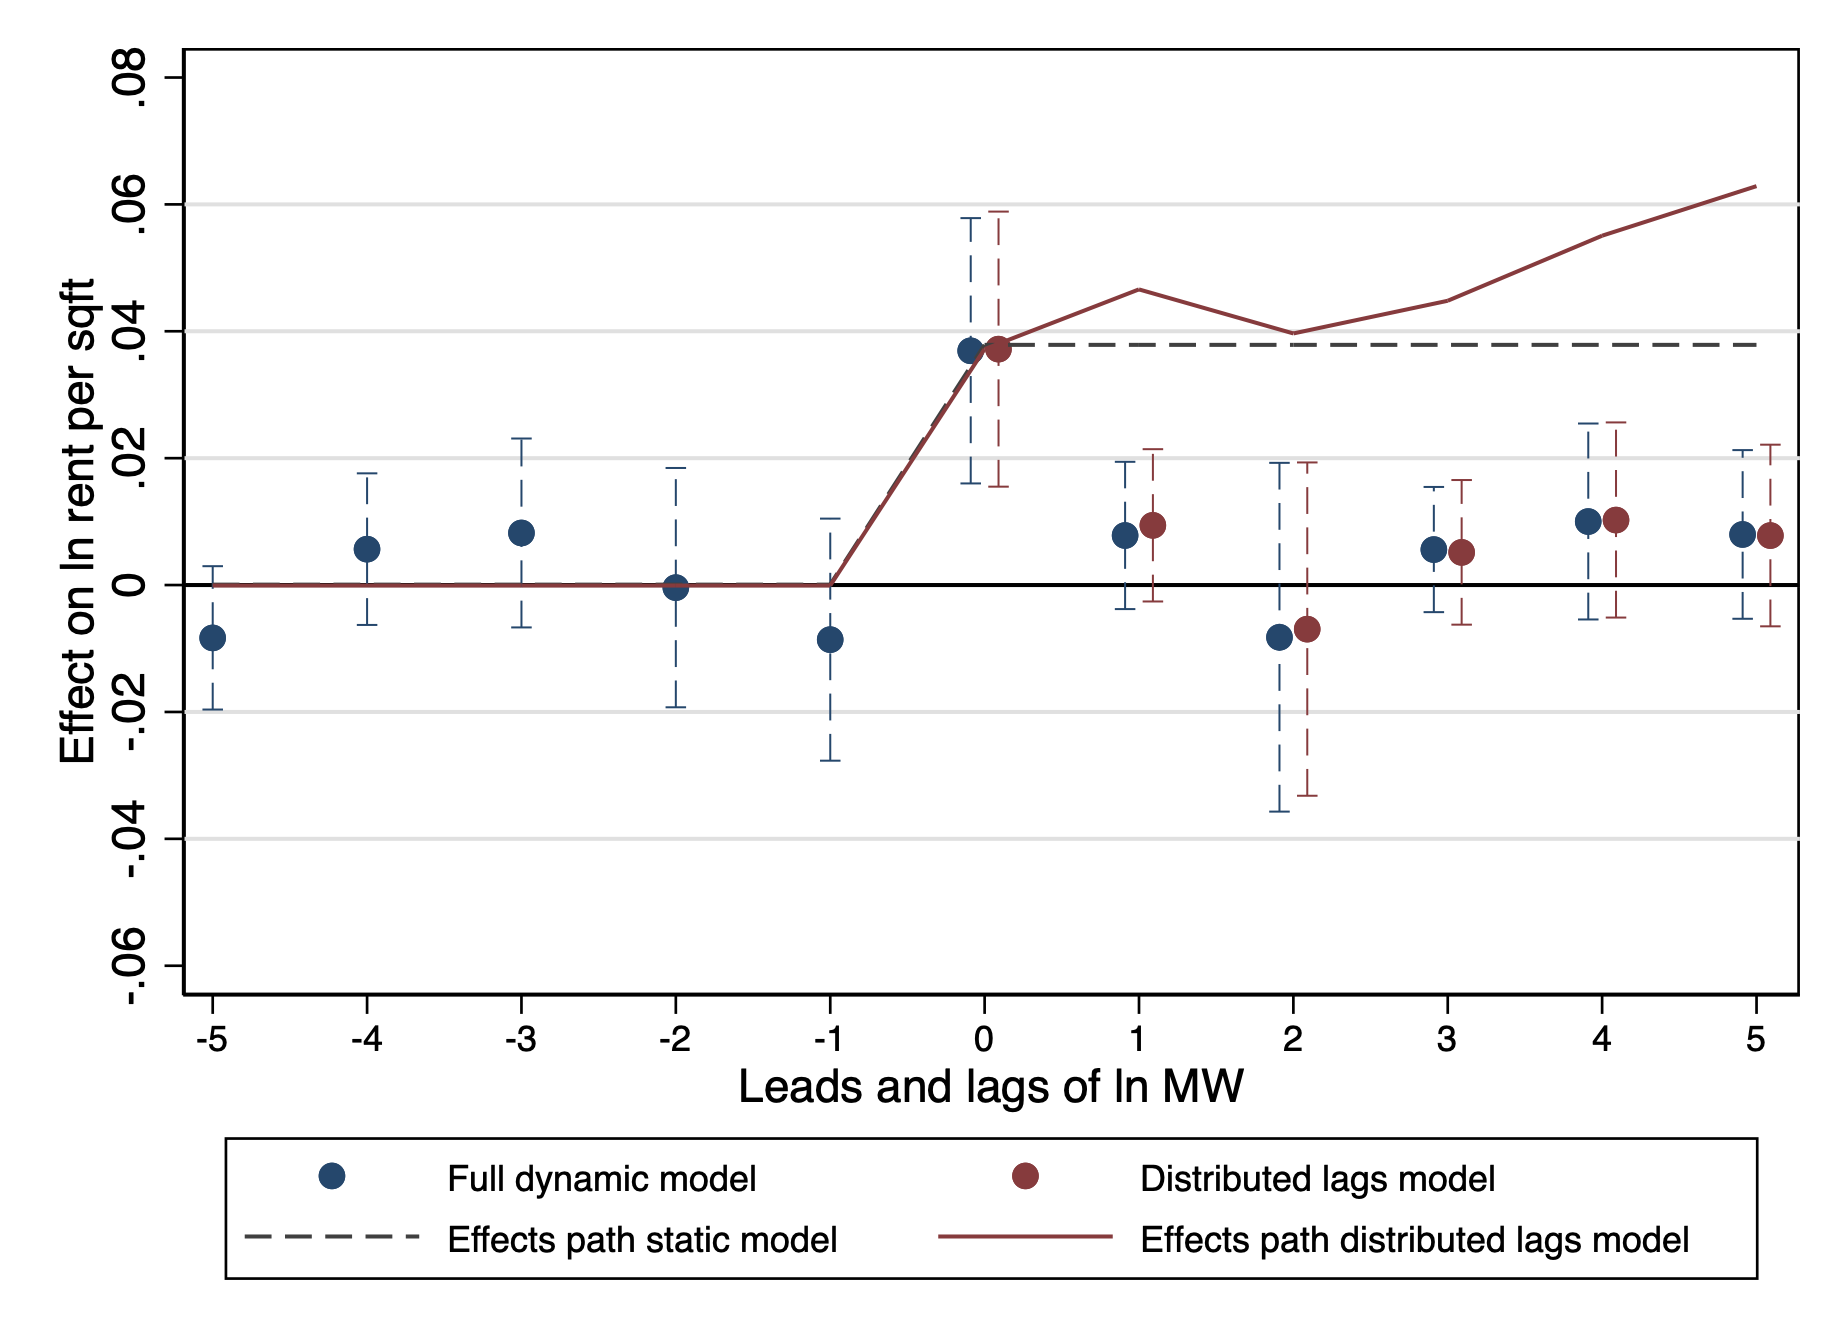 Effect on ln rent per sqft
.08
.06
.04
.02
0
-.02
-.04
-.06
-5 -4 -3 -2 -1 0 1 2 3 4 5
Leads and lags of ln MW
Full dynamic model Distributed lags model
Effects path static model Effects path distributed lags model